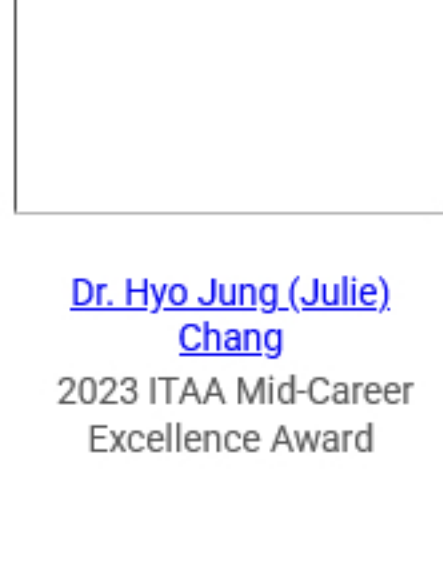 Dr. Hyo Jung (Julie)
Chang
2023 ITAA Mid-Career
Excellence Award